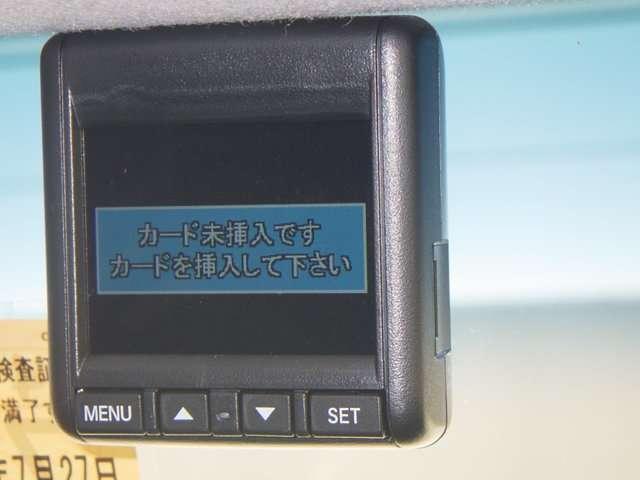 カード未挿入です
カードを挿入して下さい
MENU ▲ ▼ SET
検査証
満了す
年7月27日